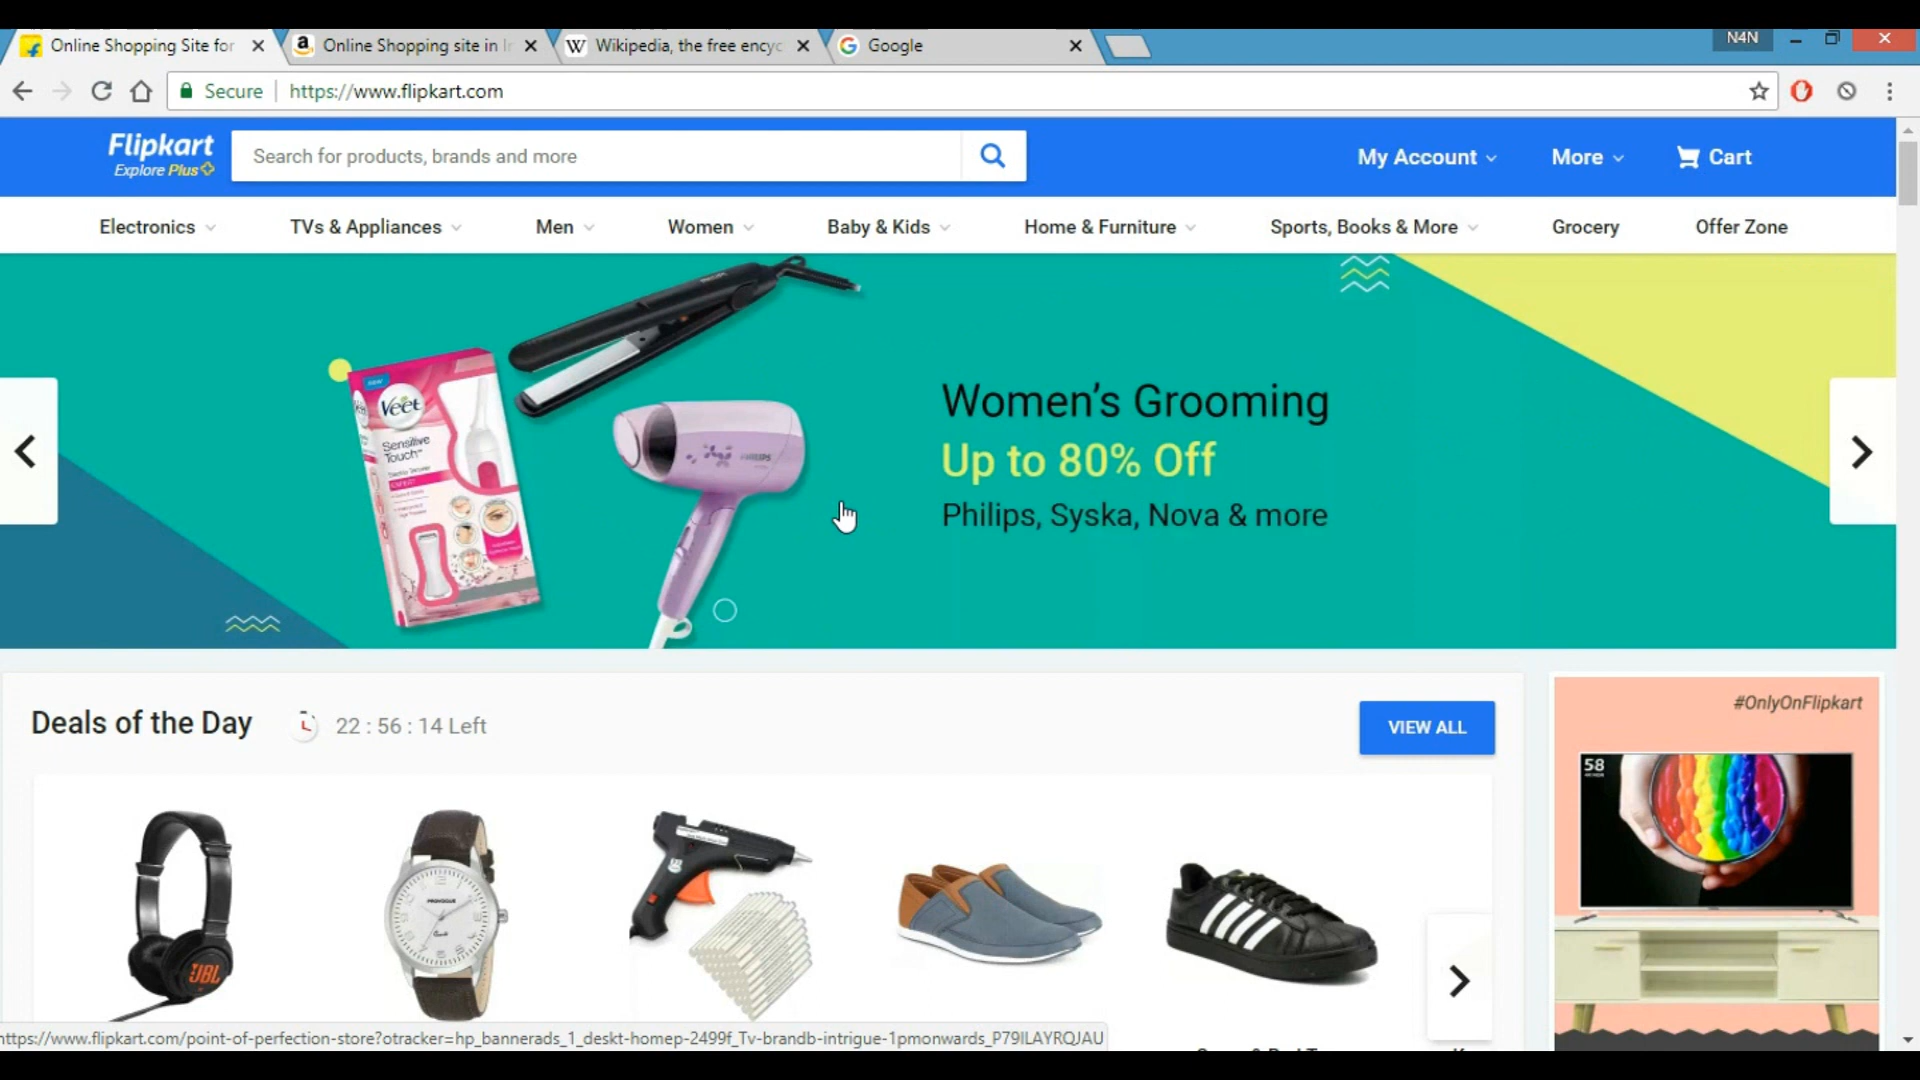 Online Shopping Site for
Online Shopping site in I
Wikipedia, the free ency
Google
N4N
Secure
https://www.flipkart.com
Flipkart
Explore Plus
Search for products, brands and more
My Account
More
Cart
Electronics
TVs & Appliances
Men
Women
Baby & Kids
Home & Furniture
Sports, Books & More
Grocery
Offer Zone
Veet
Sensitive
Touch
PHILIPS
Women's Grooming
Up to 80% Off
Philips, Syska, Nova & more
Deals of the Day
22 : 56 : 14 Left
VIEW ALL
#OnlyOnFlipkart
58
JBL
PROVOGUE
https://www.flipkart.com/point-of-perfection-store?otracker=hp_bannerads_1_deskt-homep-2499f_Tv-brandb-intrigue-1pmonwards_P79ILAYRQJAU